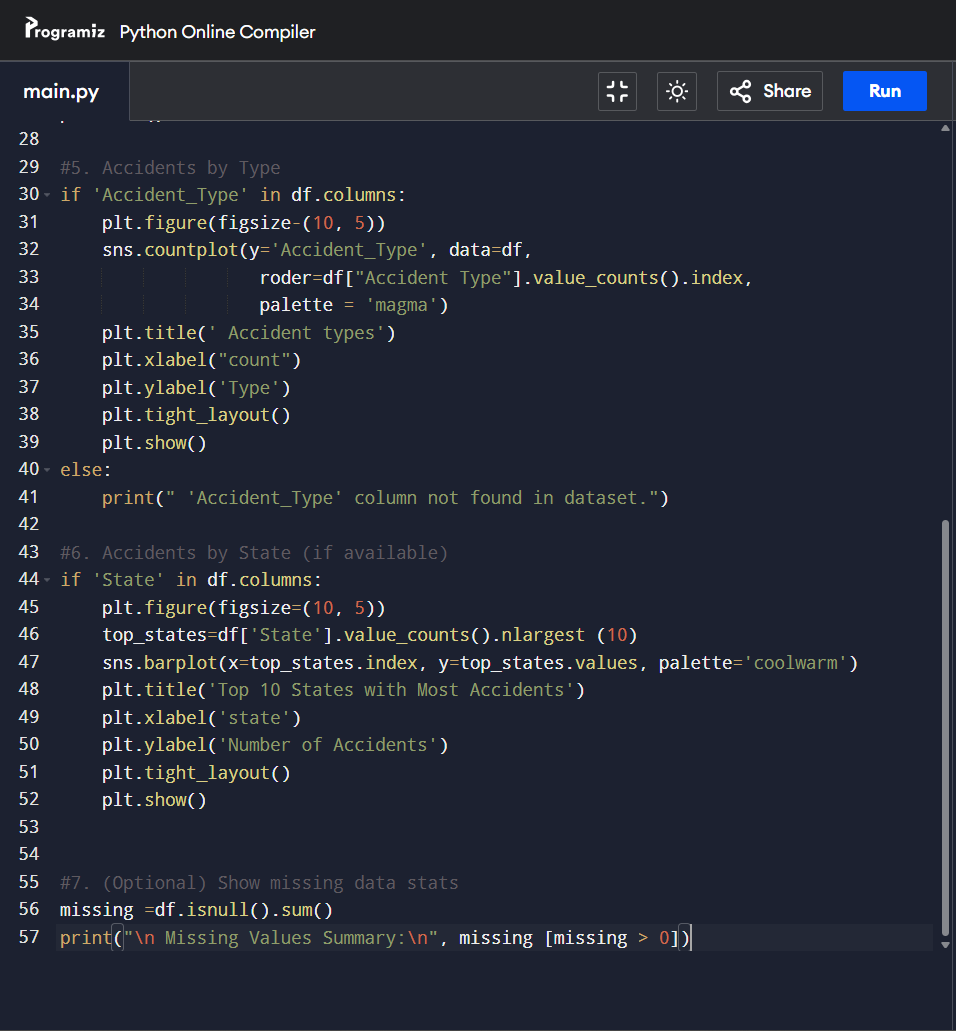 Programiz Python Online Compiler
main.py Share Run
28
29 #5. Accidents by Type
30 if 'Accident_Type' in df.columns:
31     plt.figure(figsize-(10, 5))
32     sns.countplot(y='Accident_Type', data=df,
33                    roder=df["Accident Type"].value_counts().index,
34                    palette = 'magma')
35     plt.title(' Accident types')
36     plt.xlabel("count")
37     plt.ylabel('Type')
38     plt.tight_layout()
39     plt.show()
40 else:
41     print(" 'Accident_Type' column not found in dataset.")
42
43 #6. Accidents by State (if available)
44 if 'State' in df.columns:
45     plt.figure(figsize=(10, 5))
46     top_states=df['State'].value_counts().nlargest (10)
47     sns.barplot(x=top_states.index, y=top_states.values, palette='coolwarm')
48     plt.title('Top 10 States with Most Accidents')
49     plt.xlabel('state')
50     plt.ylabel('Number of Accidents')
51     plt.tight_layout()
52     plt.show()
53
54
55 #7. (Optional) Show missing data stats
56 missing =df.isnull().sum()
57 print("\n Missing Values Summary:\n", missing [missing > 0])